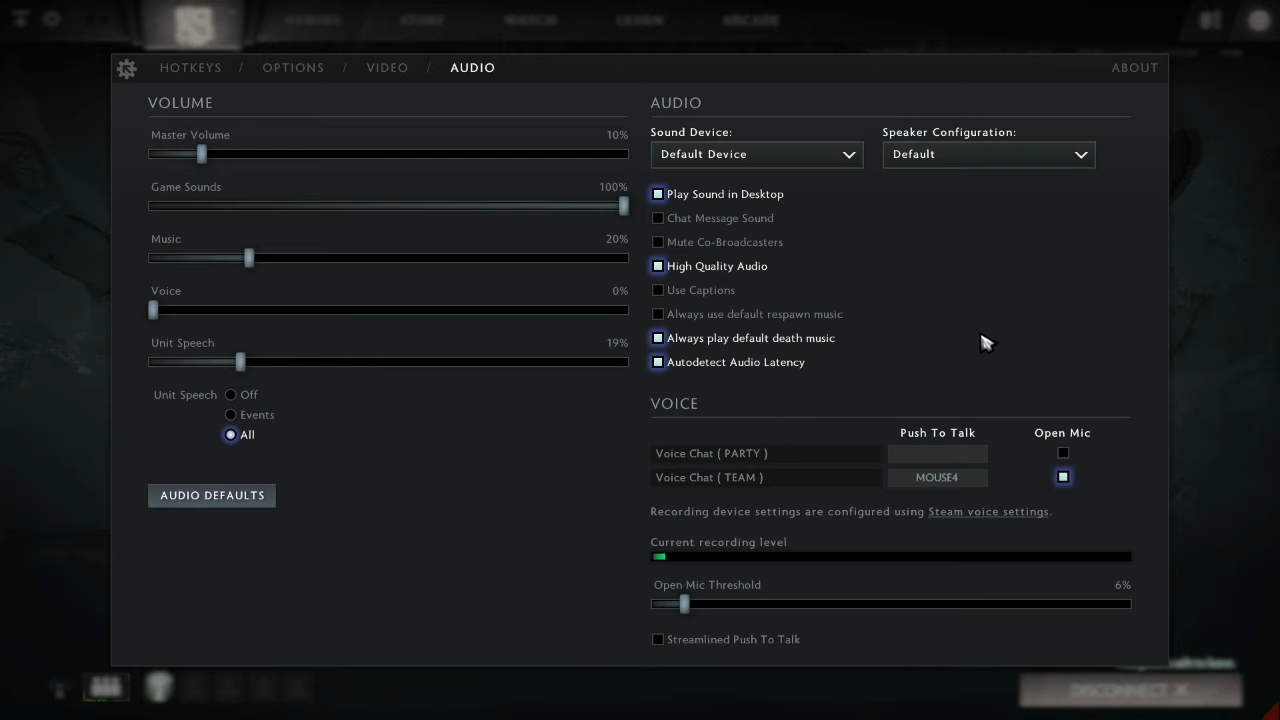 STORY WATCH LEARN ARCADE
HOTKEYS / OPTIONS / VIDEO / AUDIO ABOUT
VOLUME
Master Volume 10%
Game Sounds 100%
Music 20%
Voice 0%
Unit Speech 19%
Unit Speech Off
Events
All
AUDIO DEFAULTS
AUDIO
Sound Device: Speaker Configuration:
Default Device Default
Play Sound in Desktop
Chat Message Sound
Mute Co-Broadcasters
High Quality Audio
Use Captions
Always use default respawn music
Always play default death music
Autodetect Audio Latency
VOICE
Push To Talk Open Mic
Voice Chat ( PARTY )
Voice Chat ( TEAM ) MOUSE4
Recording device settings are configured using Steam voice settings.
Current recording level
Open Mic Threshold 6%
Streamlined Push To Talk
DISCONNECT